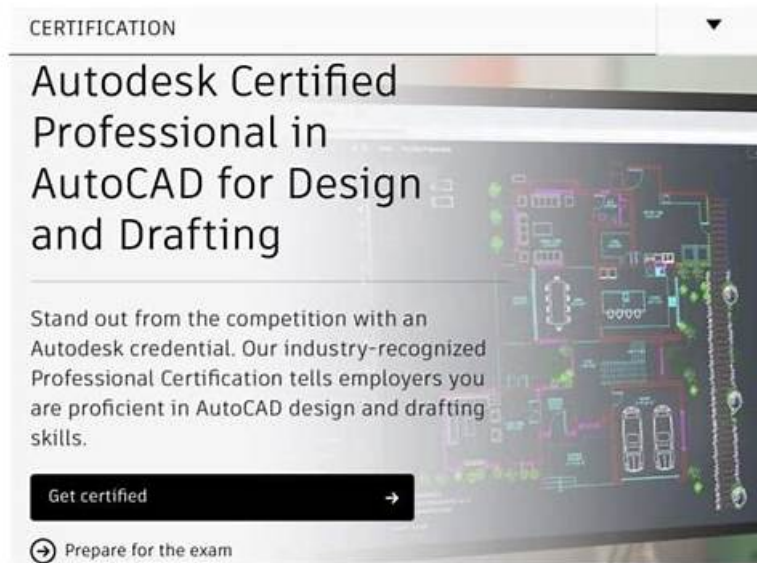 CERTIFICATION
Autodesk Certified
Professional in
AutoCAD for Design
and Drafting
Stand out from the competition with an
Autodesk credential. Our industry-recognized
Professional Certification tells employers you
are proficient in AutoCAD design and drafting
skills.
Get certified
Prepare for the exam